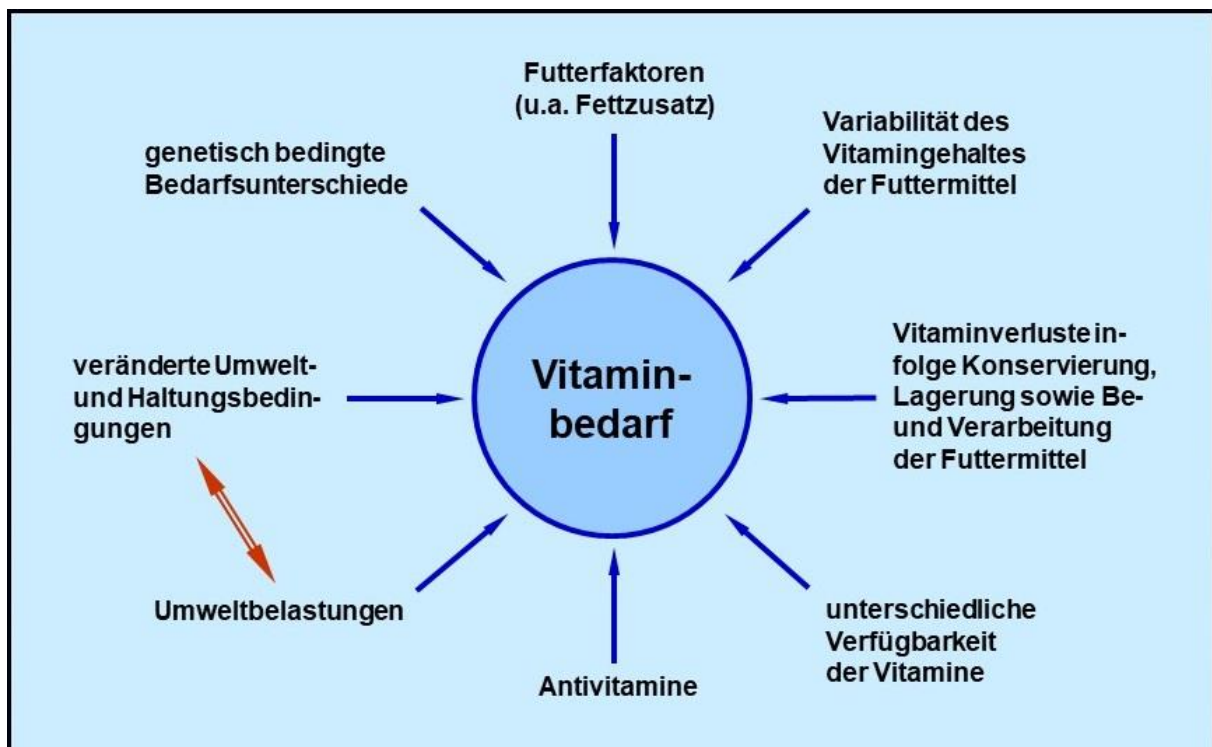 Futterfaktoren
(u.a. Fettzusatz)
Variabilität des
Vitamingehaltes
der Futtermittel
genetisch bedingte
Bedarfsunterschiede
Vitaminverluste in-
folge Konservierung,
Lagerung sowie Be-
und Verarbeitung
der Futtermittel
veränderte Umwelt-
und Haltungsbedin-
gungen
Vitamin-
bedarf
Umweltbelastungen
unterschiedliche
Verfügbarkeit
der Vitamine
Antivitamine